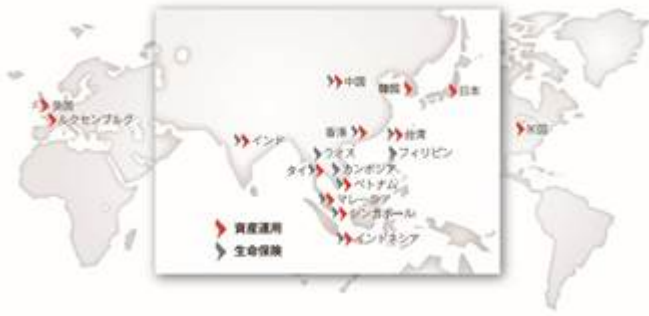 中国
韓国
日本
英国
ルクセンブルグ
香港
台湾
米国
インド
ラオス
フィリピン
タイ
カンボジア
ベトナム
マレーシア
シンガポール
資産運用
インドネシア
生命保険